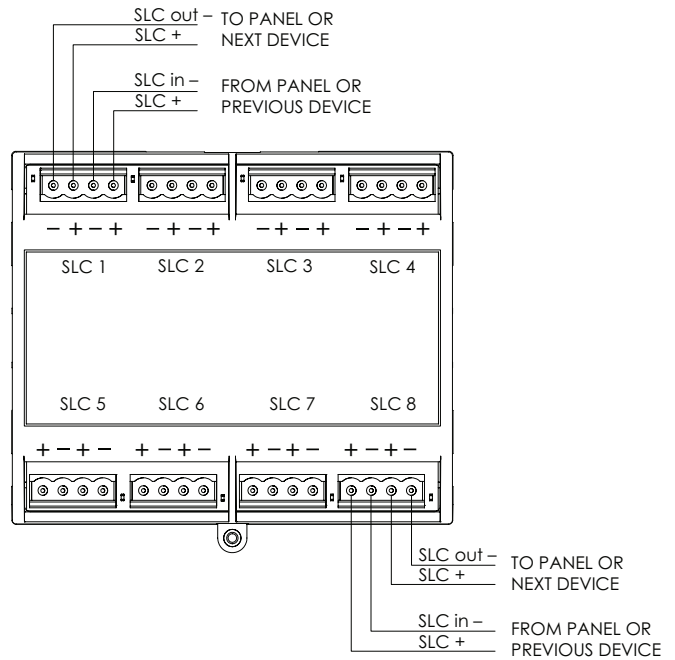 SLC out – TO PANEL OR
SLC + NEXT DEVICE
SLC in – FROM PANEL OR
SLC + PREVIOUS DEVICE
– + – + – + – + – + – + – + – +
SLC 1 SLC 2 SLC 3 SLC 4
SLC 5 SLC 6 SLC 7 SLC 8
+ – + – + – + – + – + – + – + –
SLC out – TO PANEL OR
SLC + NEXT DEVICE
SLC in – FROM PANEL OR
SLC + PREVIOUS DEVICE